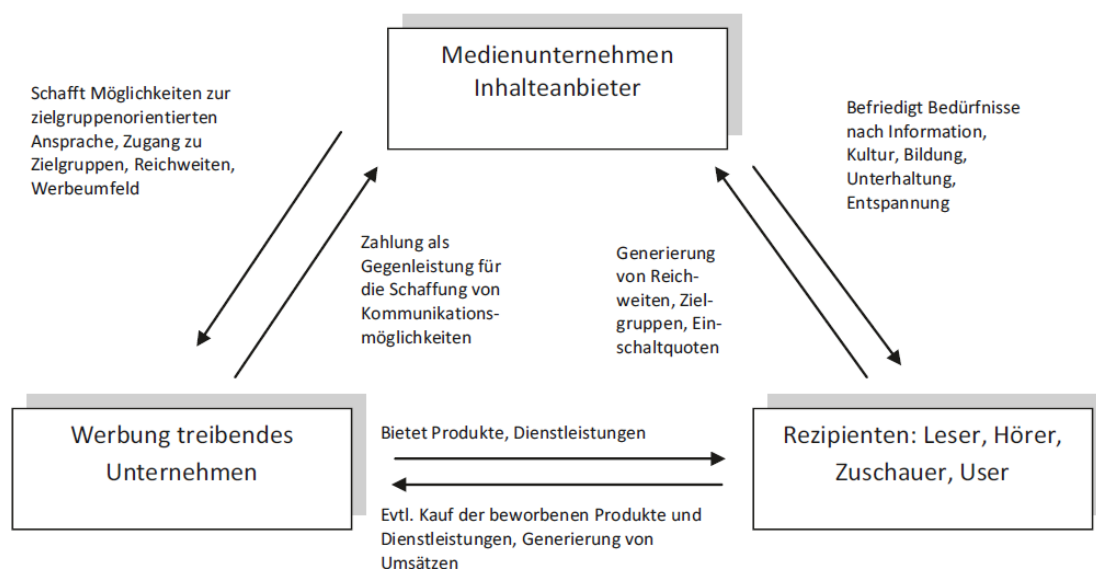 Medienunternehmen
Inhalteanbieter
Schafft Möglichkeiten zur
zielgruppenorientierten
Ansprache, Zugang zu
Zielgruppen, Reichweiten,
Werbeumfeld
Befriedigt Bedürfnisse
nach Information,
Kultur, Bildung,
Unterhaltung,
Entspannung
Zahlung als
Gegenleistung für
die Schaffung von
Kommunikations-
möglichkeiten
Generierung
von Reich-
weiten, Ziel-
gruppen, Ein-
schaltquoten
Werbung treibendes
Unternehmen
Bietet Produkte, Dienstleistungen
Evtl. Kauf der beworbenen Produkte und
Dienstleistungen, Generierung von
Umsätzen
Rezipienten: Leser, Hörer,
Zuschauer, User